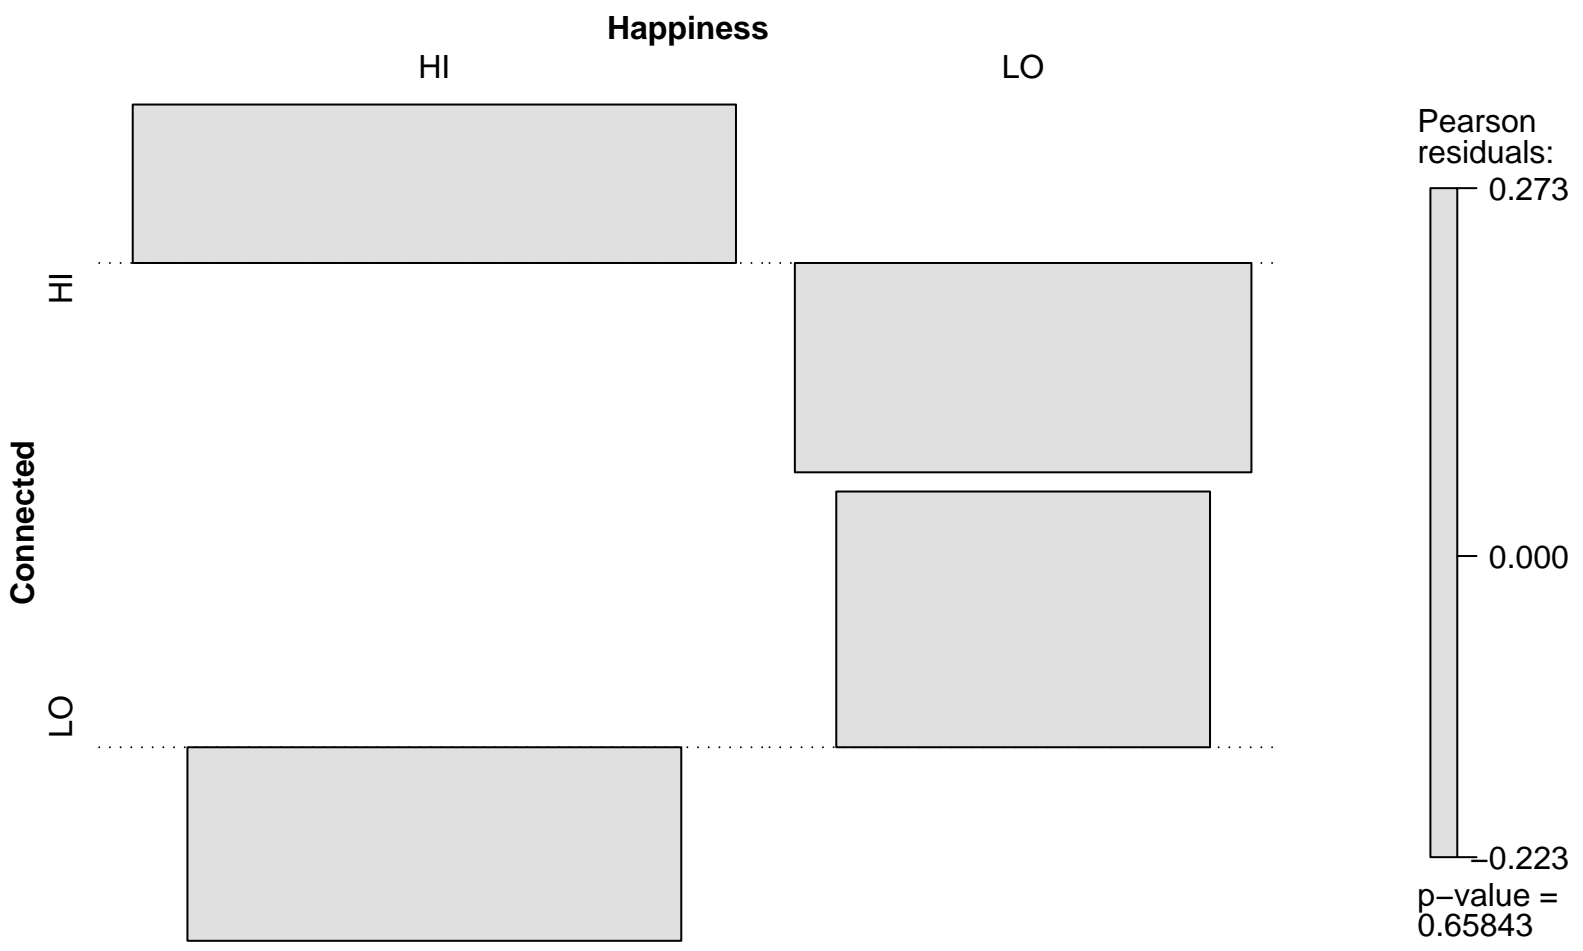 Happiness
HI
LO
HI
Connected
LO
Pearson
residuals:
0.273
0.000
−0.223
p−value =
0.65843